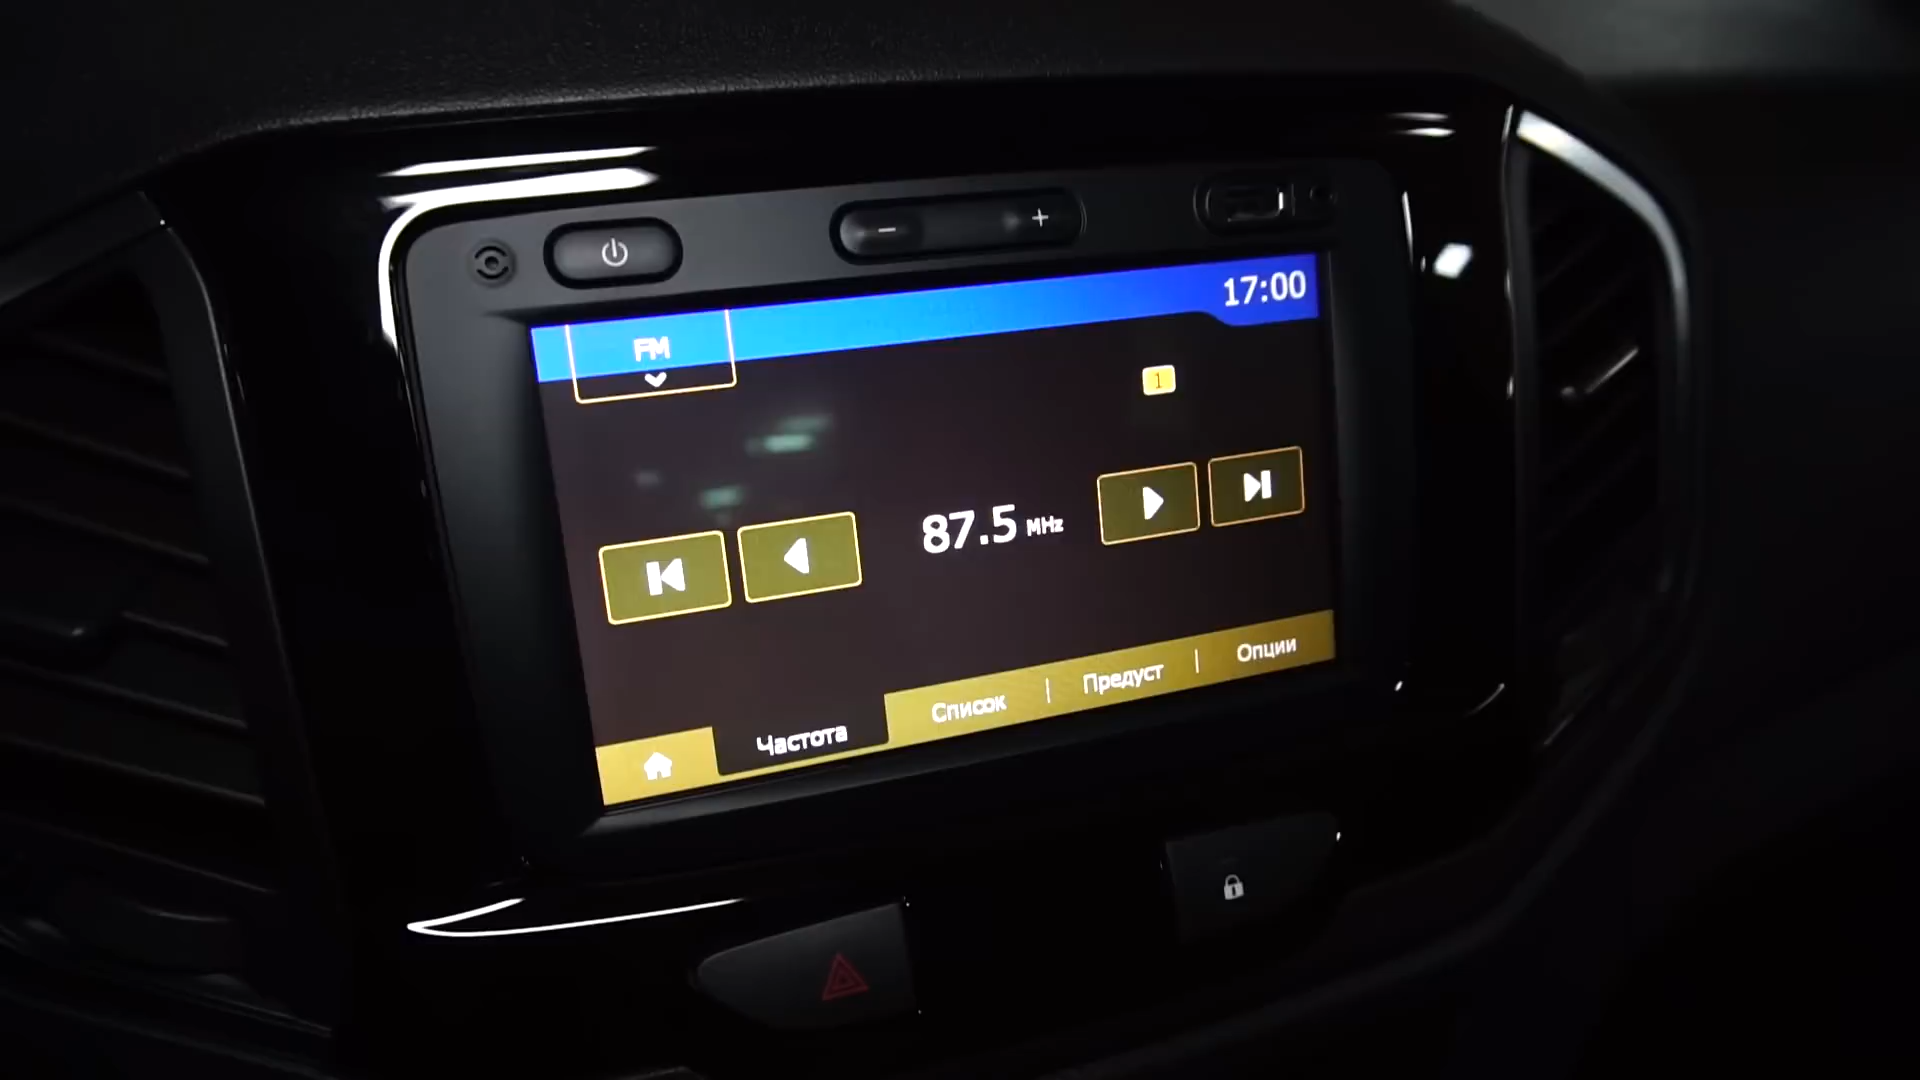 17:00
FM
1
87.5 MHz
Частота
Список
Предуст
Опции